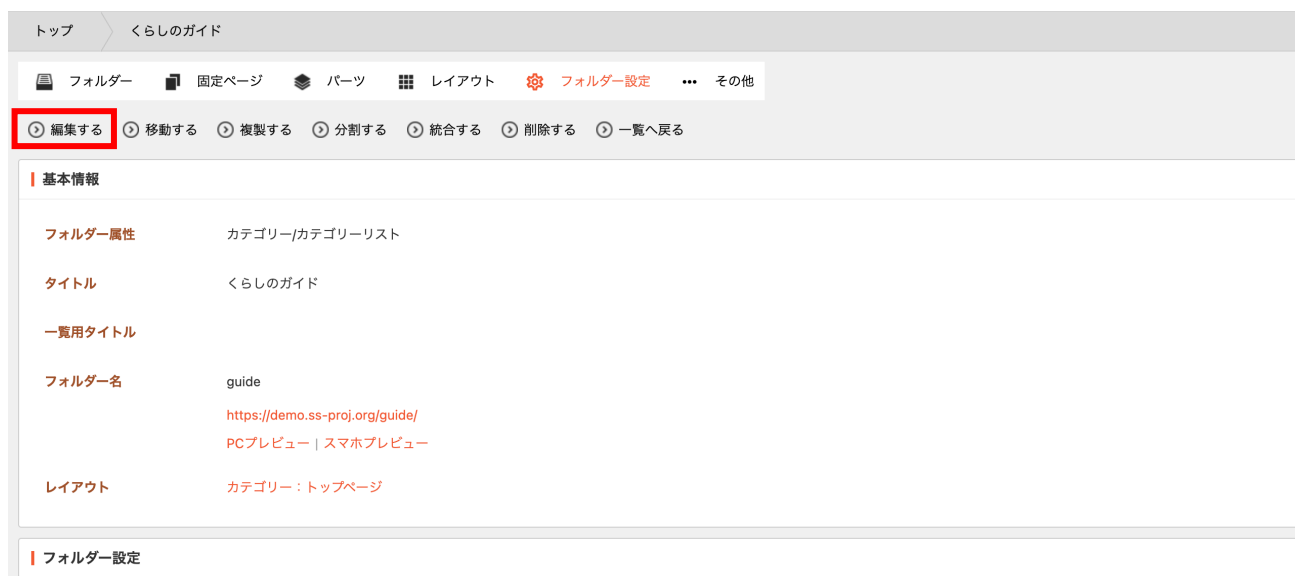 トップ くらしのガイド
フォルダー 固定ページ パーツ レイアウト フォルダー設定 ••• その他
編集する 移動する 複製する 分割する 統合する 削除する 一覧へ戻る
基本情報
フォルダー属性 カテゴリー/カテゴリーリスト
タイトル くらしのガイド
一覧用タイトル
フォルダー名 guide
https://demo.ss-proj.org/guide/
PCプレビュー | スマホプレビュー
レイアウト カテゴリー：トップページ
フォルダー設定